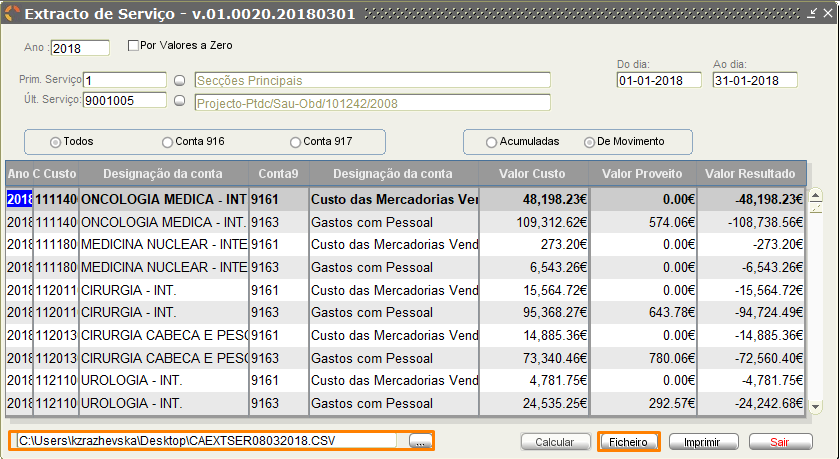 Extracto de Serviço - v.01.0020.20180301
Ano : 2018 Por Valores a Zero
Do dia: Ao dia:
Prim. Serviço 1 Secções Principais 01-01-2018 31-01-2018
Últ. Serviço: 9001005 Projecto-Ptdc/Sau-Obd/101242/2008
Todos Conta 916 Conta 917 Acumuladas De Movimento
Ano C Custo Designação da conta Conta9 Designação da conta Valor Custo Valor Proveito Valor Resultado
2018 111140 ONCOLOGIA MEDICA - INT 9161 Custo das Mercadorias Ven 48,198.23€ 0.00€ -48,198.23€
2018 111140 ONCOLOGIA MEDICA - INT. 9163 Gastos com Pessoal 109,312.62€ 574.06€ -108,738.56€
2018 111180 MEDICINA NUCLEAR - INTE 9161 Custo das Mercadorias Vend 273.20€ 0.00€ -273.20€
2018 111180 MEDICINA NUCLEAR - INTE 9163 Gastos com Pessoal 6,543.26€ 0.00€ -6,543.26€
2018 112011 CIRURGIA - INT. 9161 Custo das Mercadorias Vend 15,564.72€ 0.00€ -15,564.72€
2018 112011 CIRURGIA - INT. 9163 Gastos com Pessoal 95,368.27€ 643.78€ -94,724.49€
2018 112013 CIRURGIA CABECA E PESC 9161 Custo das Mercadorias Vend 14,885.36€ 0.00€ -14,885.36€
2018 112013 CIRURGIA CABECA E PESC 9163 Gastos com Pessoal 73,340.46€ 780.06€ -72,560.40€
2018 112110 UROLOGIA - INT. 9161 Custo das Mercadorias Vend 4,781.75€ 0.00€ -4,781.75€
2018 112110 UROLOGIA - INT. 9163 Gastos com Pessoal 24,535.25€ 292.57€ -24,242.68€
C:\Users\kzrazhevska\Desktop\CAEXTSER08032018.CSV ... Calcular Ficheiro Imprimir Sair